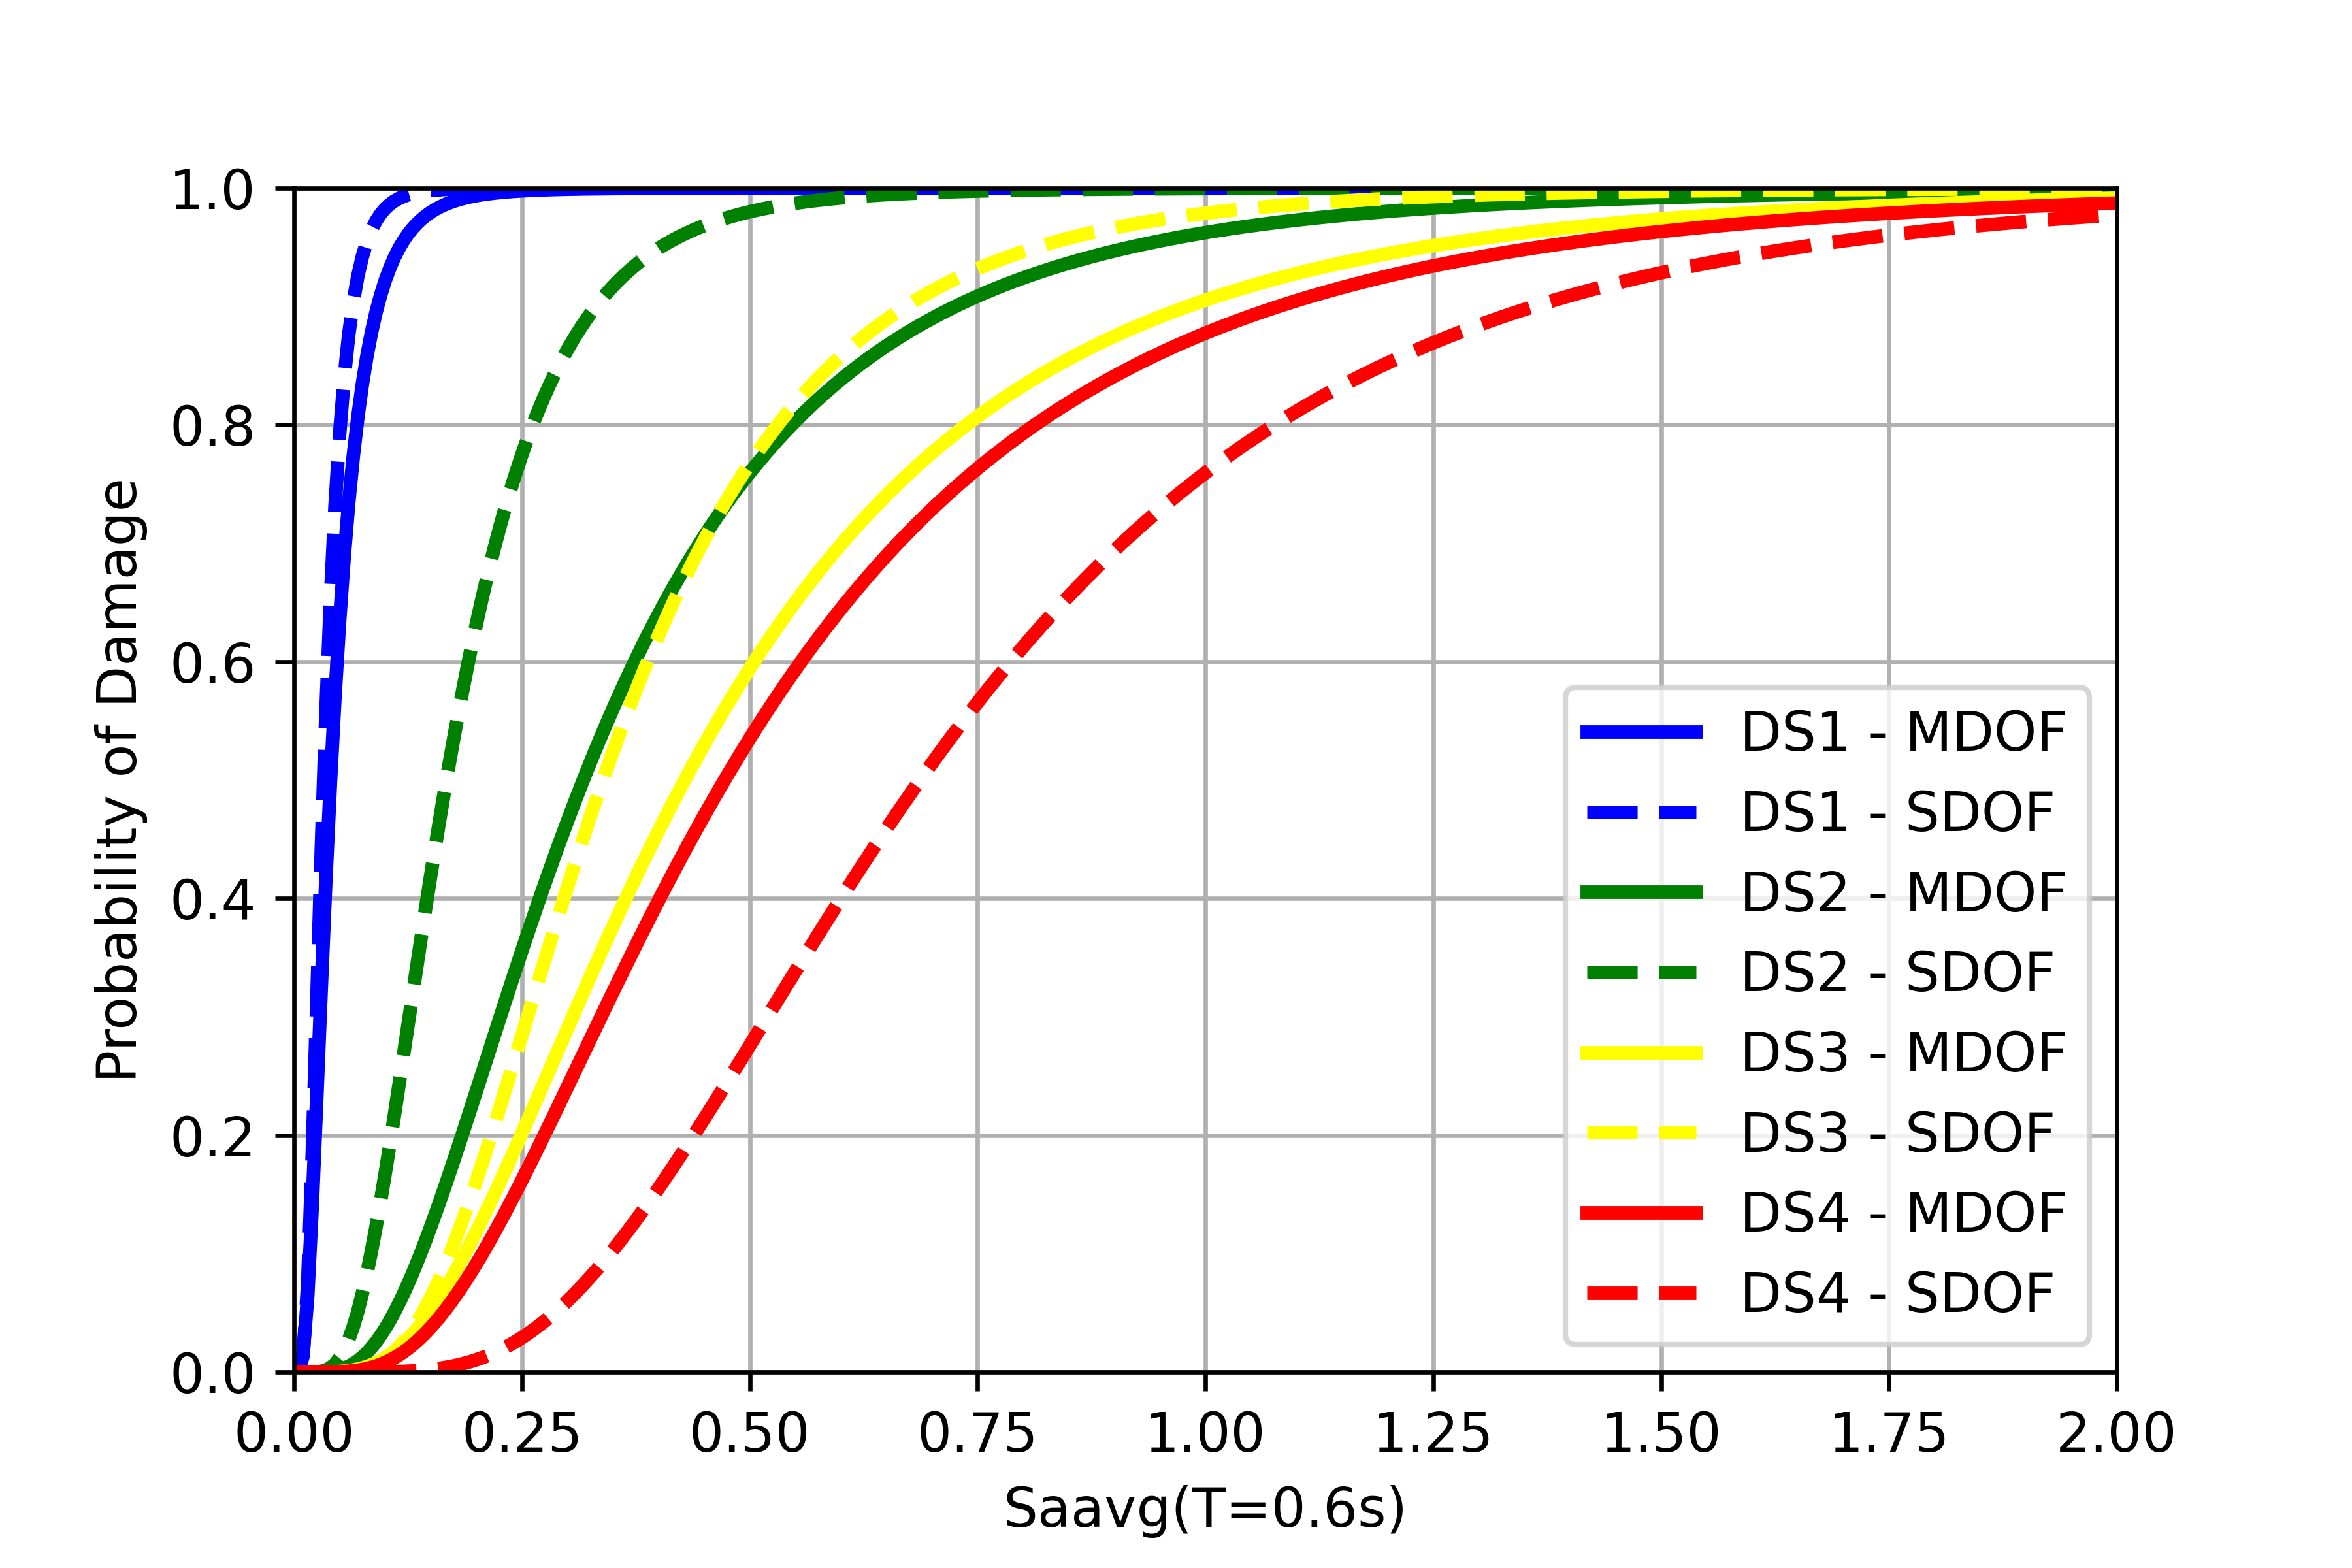 1.0
0.8
0.6
0.4
0.2
0.0
Probability of Damage
0.00 0.25 0.50 0.75 1.00 1.25 1.50 1.75 2.00
Saavg(T=0.6s)
DS1 - MDOF
DS1 - SDOF
DS2 - MDOF
DS2 - SDOF
DS3 - MDOF
DS3 - SDOF
DS4 - MDOF
DS4 - SDOF